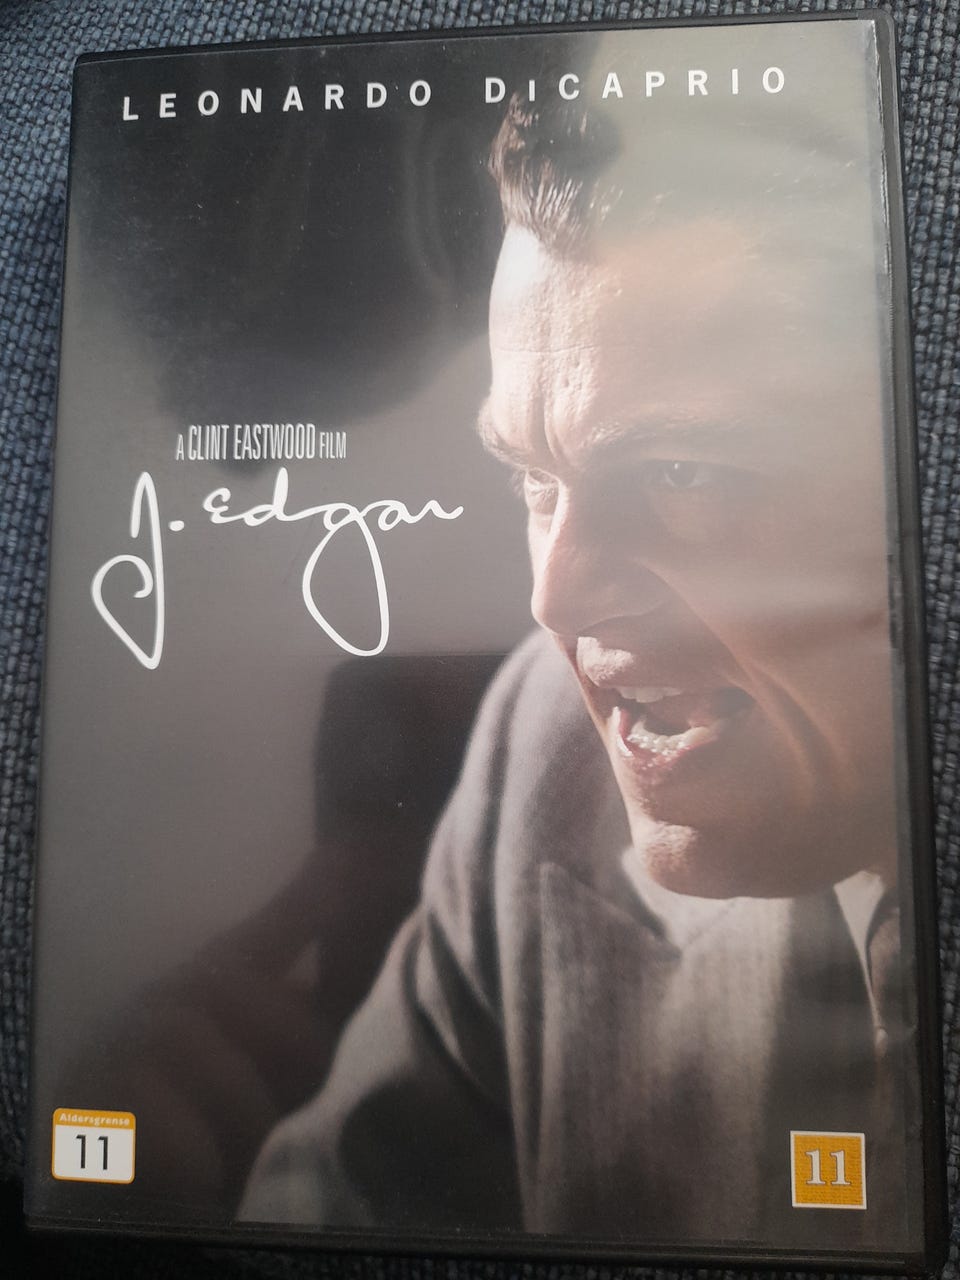 LEONARDO DICAPRIO
A CLINT EASTWOOD FILM
J. Edgar
Aldersgrense
11
11